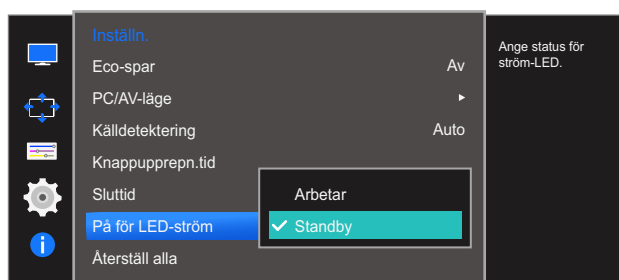 Inställn.
Eco-spar Av
PC/AV-läge
Källdetektering Auto
Knappupprepn.tid
Sluttid
Arbetar
På för LED-ström
Standby
Återställ alla
Ange status för
ström-LED.